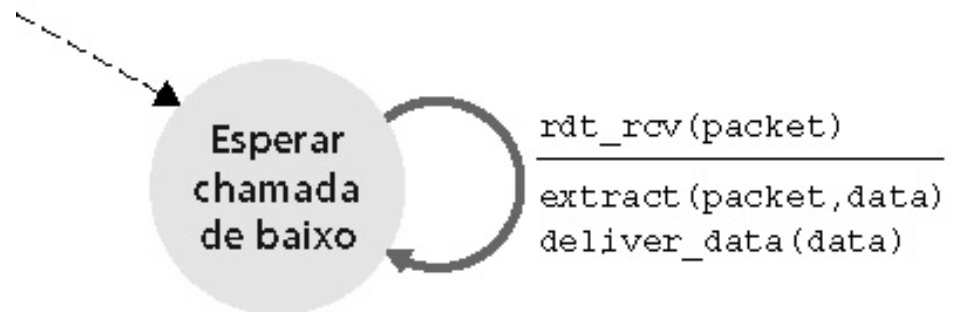 Esperar
chamada
de baixo
rdt_rcv(packet)
extract(packet,data)
deliver_data(data)